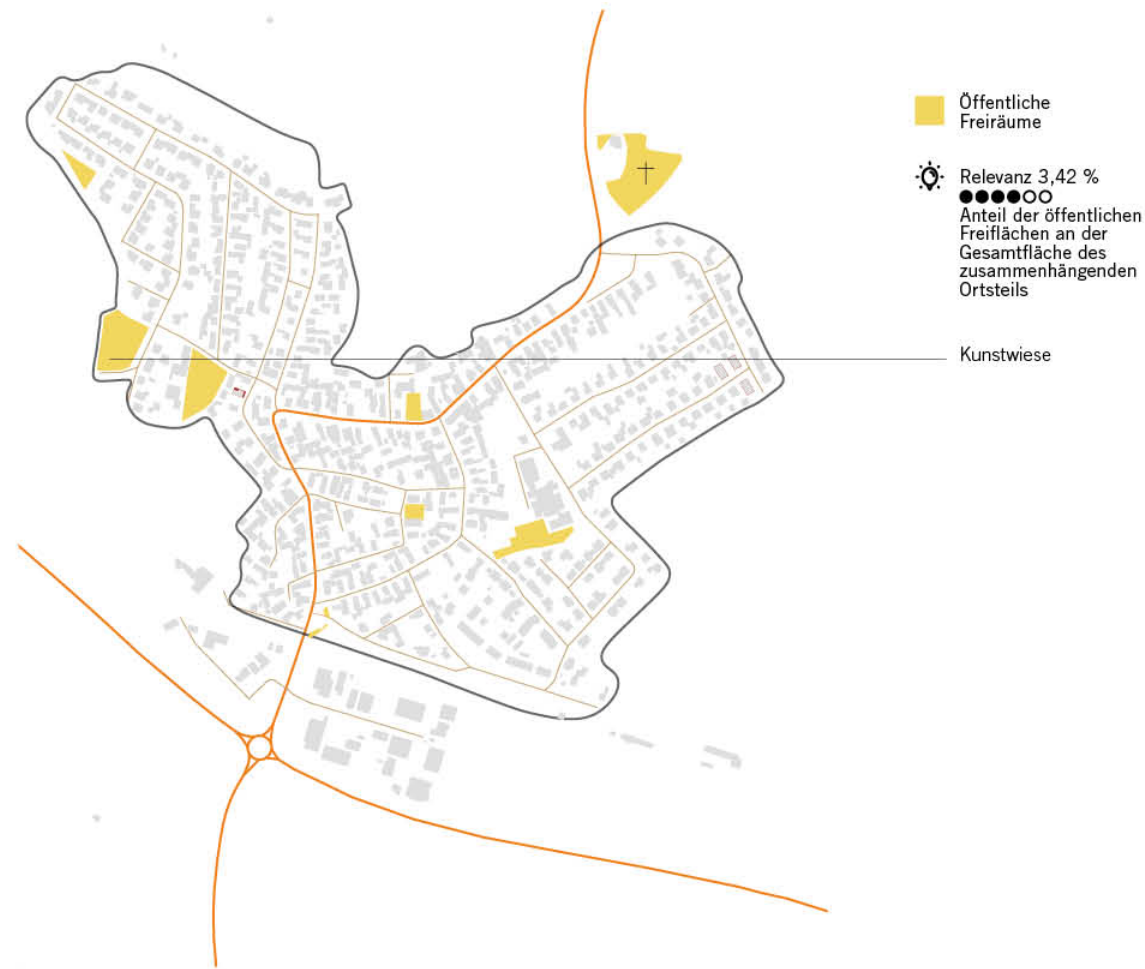 Öffentliche
Freiräume
Relevanz 3,42 %
Anteil der öffentlichen
Freiflächen an der
Gesamtfläche des
zusammenhängenden
Ortsteils
Kunstwiese